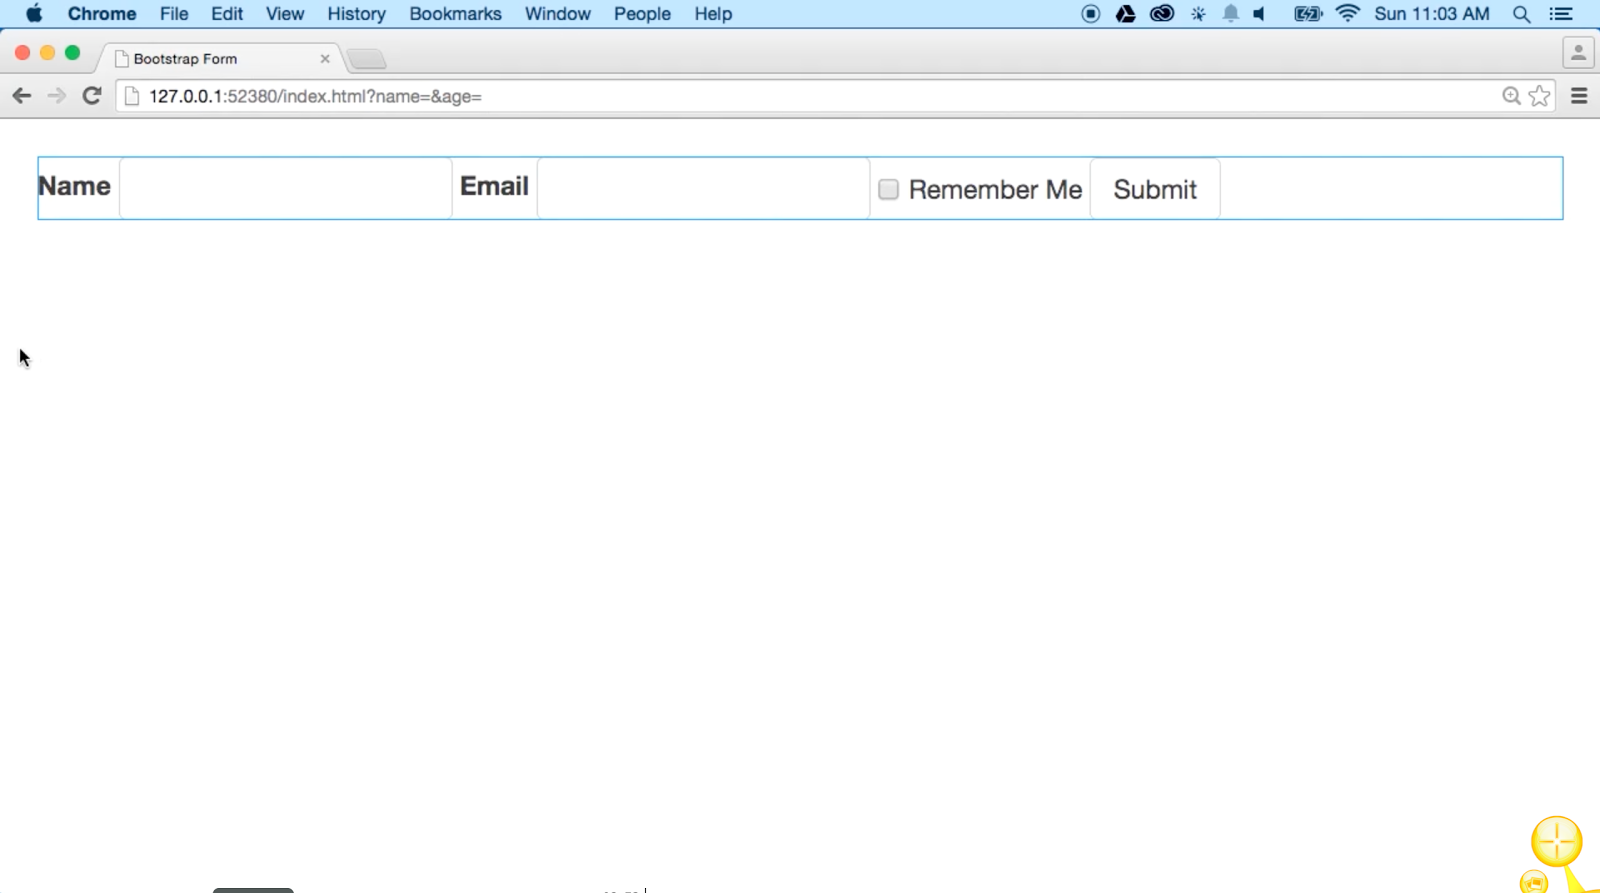 Chrome File Edit View History Bookmarks Window People Help Sun 11:03 AM
Bootstrap Form
127.0.0.1:52380/index.html?name=&age=
Name Email Remember Me Submit